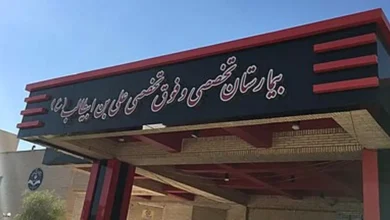 بیمارستان تخصصی و فوق تخصصی علی بن ابیطالب (ع)